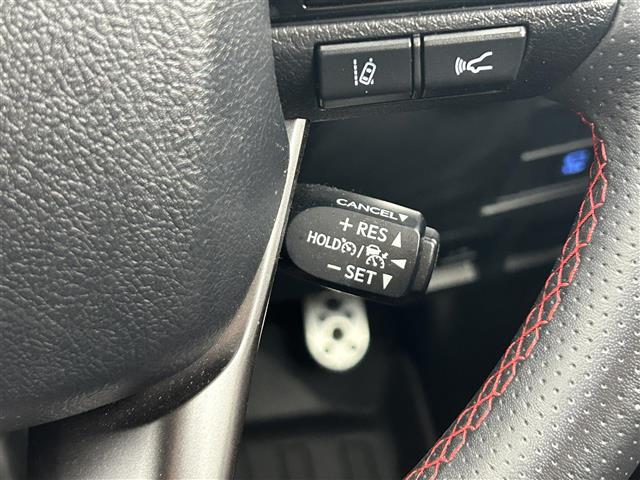 CANCEL▼
+ RES▲
HOLD / ◀
− SET▼